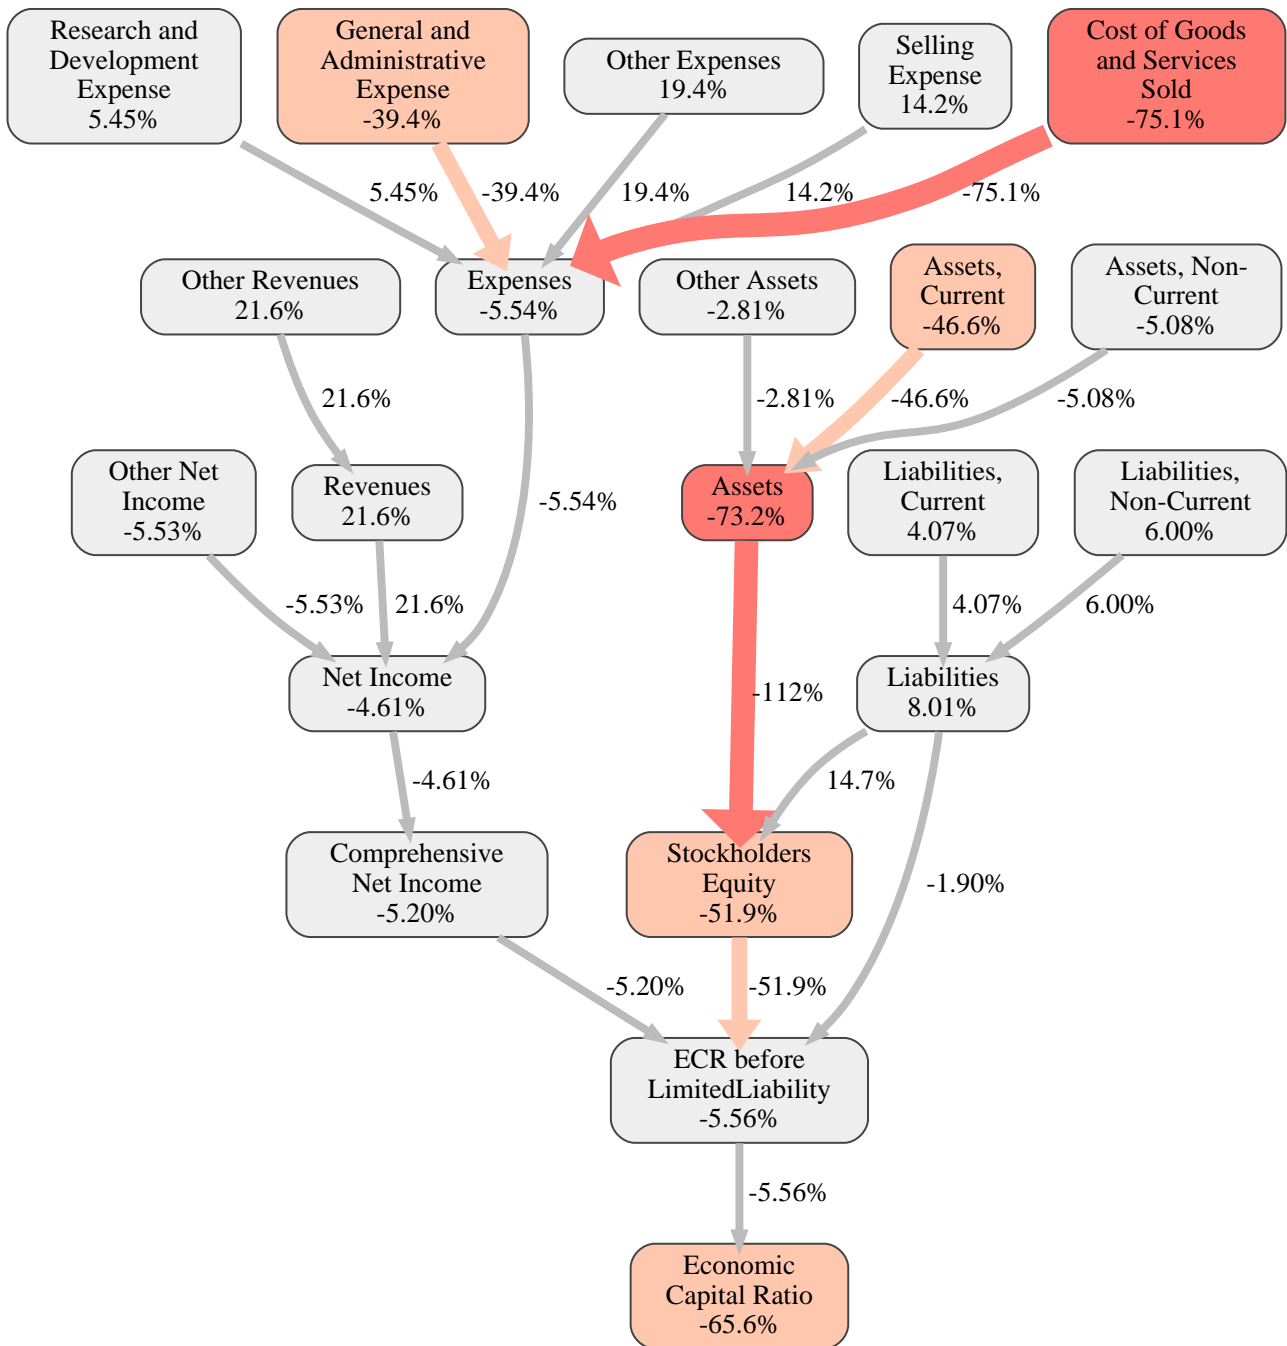 Research and
Development
Expense
5.45%
General and
Administrative
Expense
-39.4%
Other Expenses
19.4%
Selling
Expense
14.2%
Cost of Goods
and Services
Sold
-75.1%
5.45%
-39.4%
19.4%
14.2%
-75.1%
Other Revenues
21.6%
Expenses
-5.54%
Other Assets
-2.81%
Assets,
Current
-46.6%
Assets, Non-
Current
-5.08%
21.6%
-5.54%
-2.81%
-46.6%
-5.08%
Other Net
Income
-5.53%
Revenues
21.6%
Assets
-73.2%
Liabilities,
Current
4.07%
Liabilities,
Non-Current
6.00%
-5.53%
21.6%
4.07%
6.00%
Net Income
-4.61%
-112%
Liabilities
8.01%
-4.61%
14.7%
Comprehensive
Net Income
-5.20%
Stockholders
Equity
-51.9%
-1.90%
-5.20%
-51.9%
ECR before
LimitedLiability
-5.56%
-5.56%
Economic
Capital Ratio
-65.6%